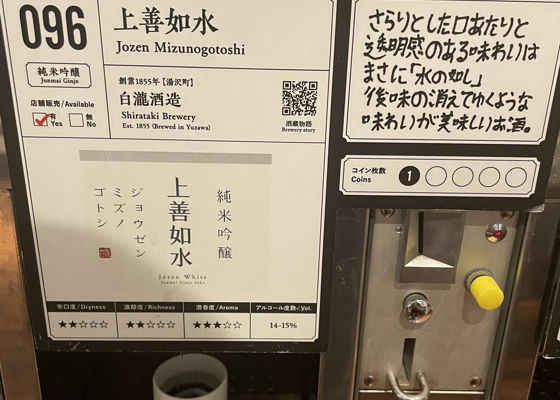 096
上善如水
Jozen Mizunogotoshi
純米吟醸
Junmai Ginjo
店舗販売/Available
有
Yes
無
No
創業1855年【湯沢町】
白瀧酒造
Shirataki Brewery
Est. 1855 (Brewed in Yuzawa)
酒蔵物語
Brewery story
純米吟醸
上善如水
ジョウゼン
ミズノ
ゴトシ
Jozen White
Junmai Ginjo Sake
辛口度/Dryness
★★☆☆☆
濃醇度/Richness
★★☆☆☆
酒香度/Aroma
★★★☆☆
アルコール度数/Vol.
14-15%
さらりとした口あたりと
透明感のある味わいは
まさに「水の如し」
後味の消えてゆくような
味わいが美味しいお酒。
コイン枚数
Coins
1